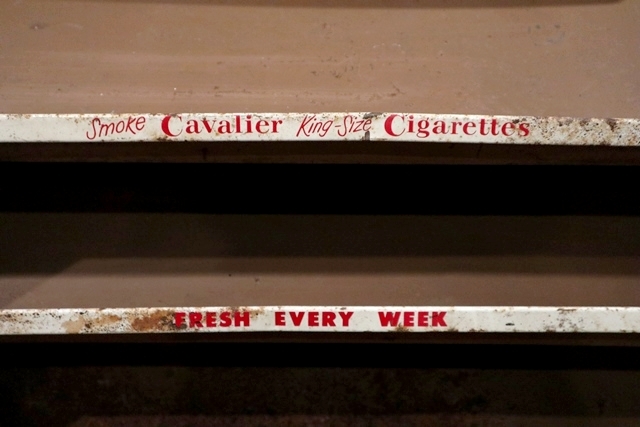 Smoke Cavalier King-Size Cigarettes
FRESH EVERY WEEK